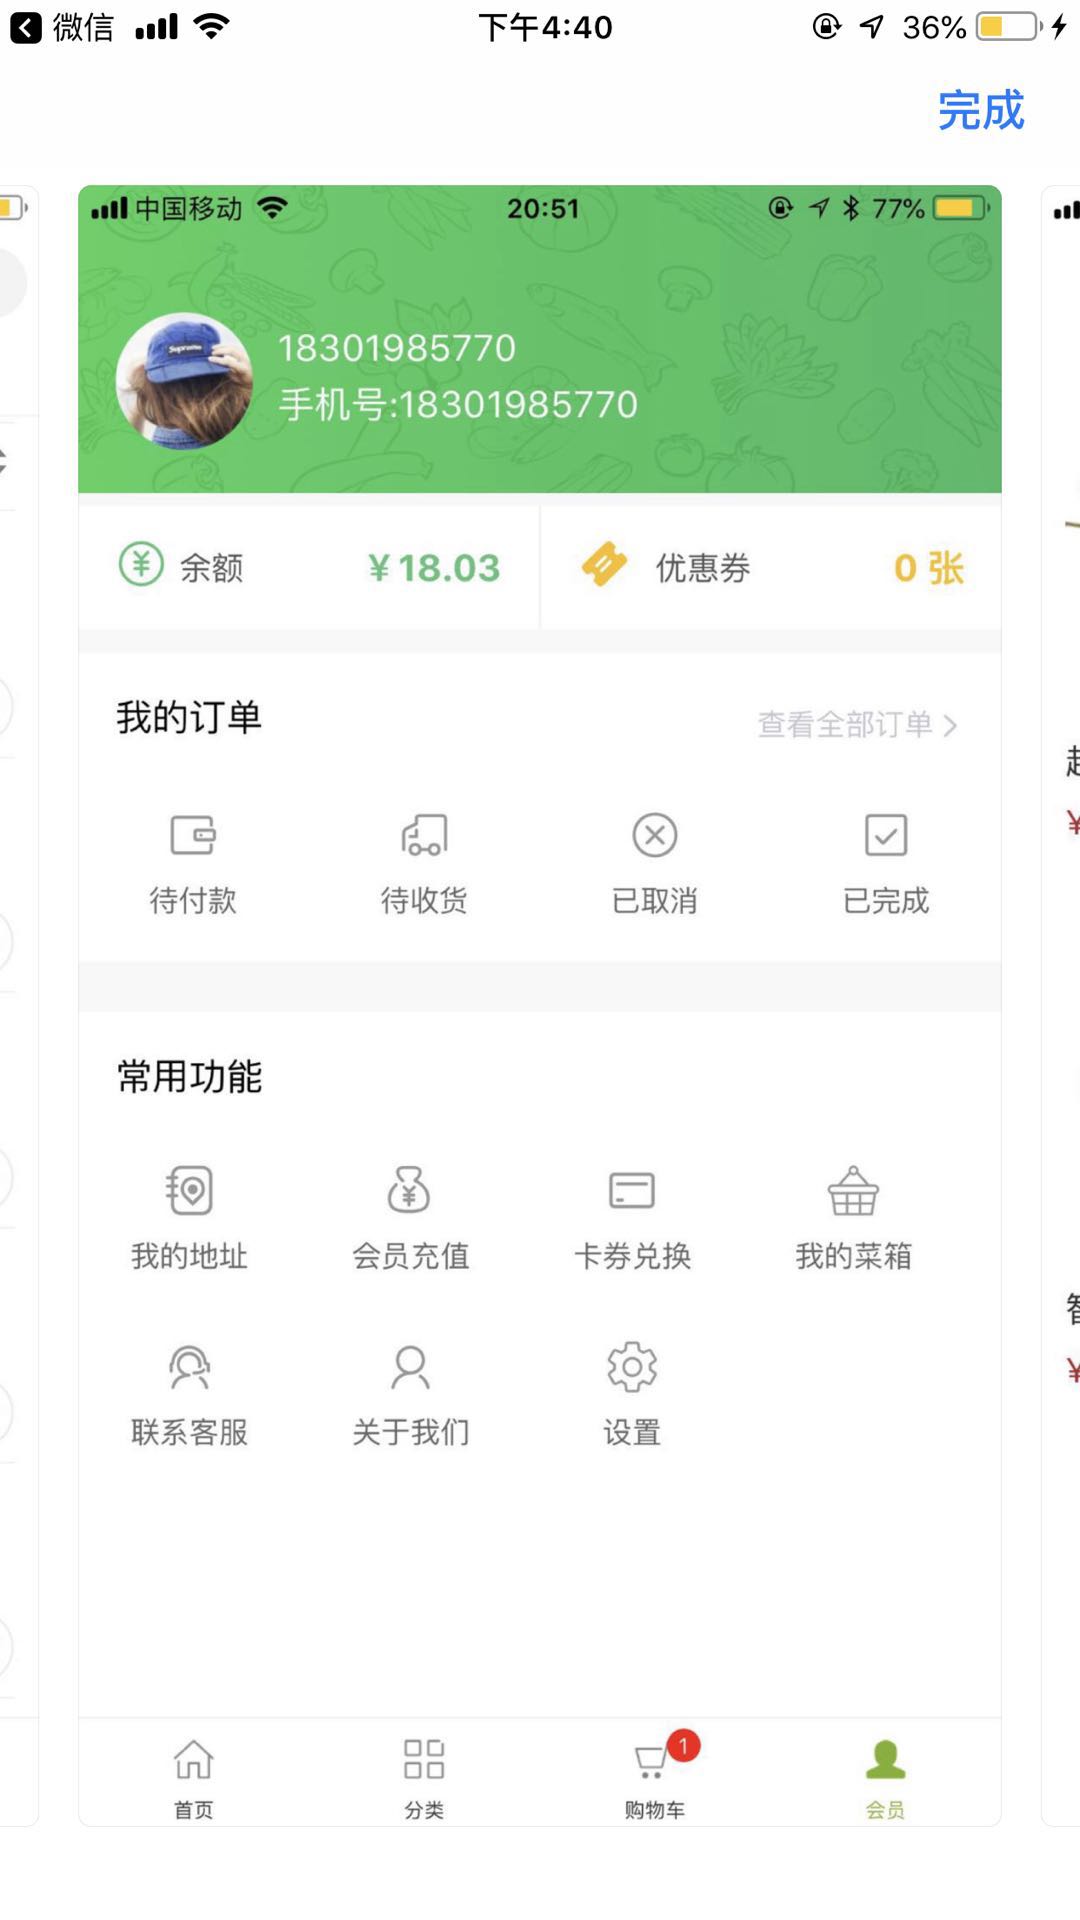 微信
下午4:40
36%
完成
中国移动
20:51
77%
Supreme
18301985770
手机号:18301985770
余额
¥18.03
优惠券
0 张
我的订单
查看全部订单
待付款
待收货
已取消
已完成
常用功能
我的地址
会员充值
卡券兑换
我的菜箱
联系客服
关于我们
设置
1
首页
分类
购物车
会员
¥
¥